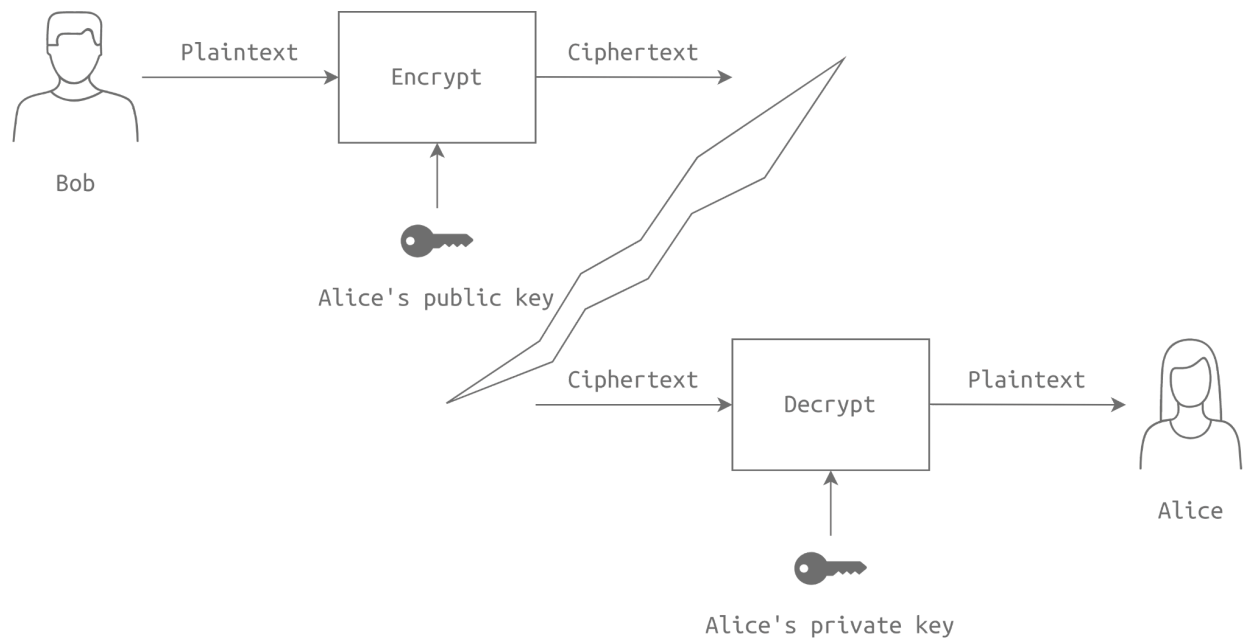 Plaintext
Encrypt
Ciphertext
Bob
Alice's public key
Ciphertext
Decrypt
Plaintext
Alice
Alice's private key